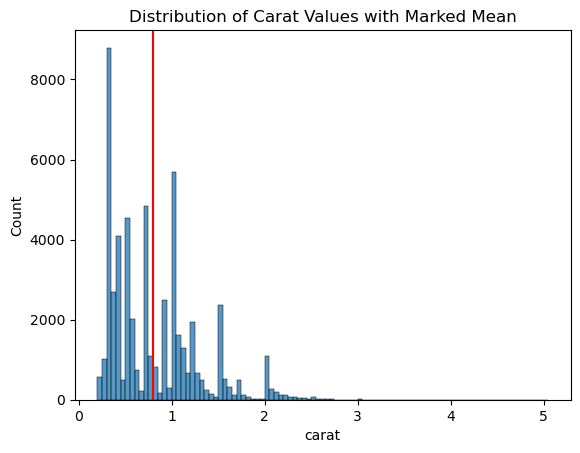 Distribution of Carat Values with Marked Mean
8000
6000
4000
2000
0
Count
0 1 2 3 4 5
carat